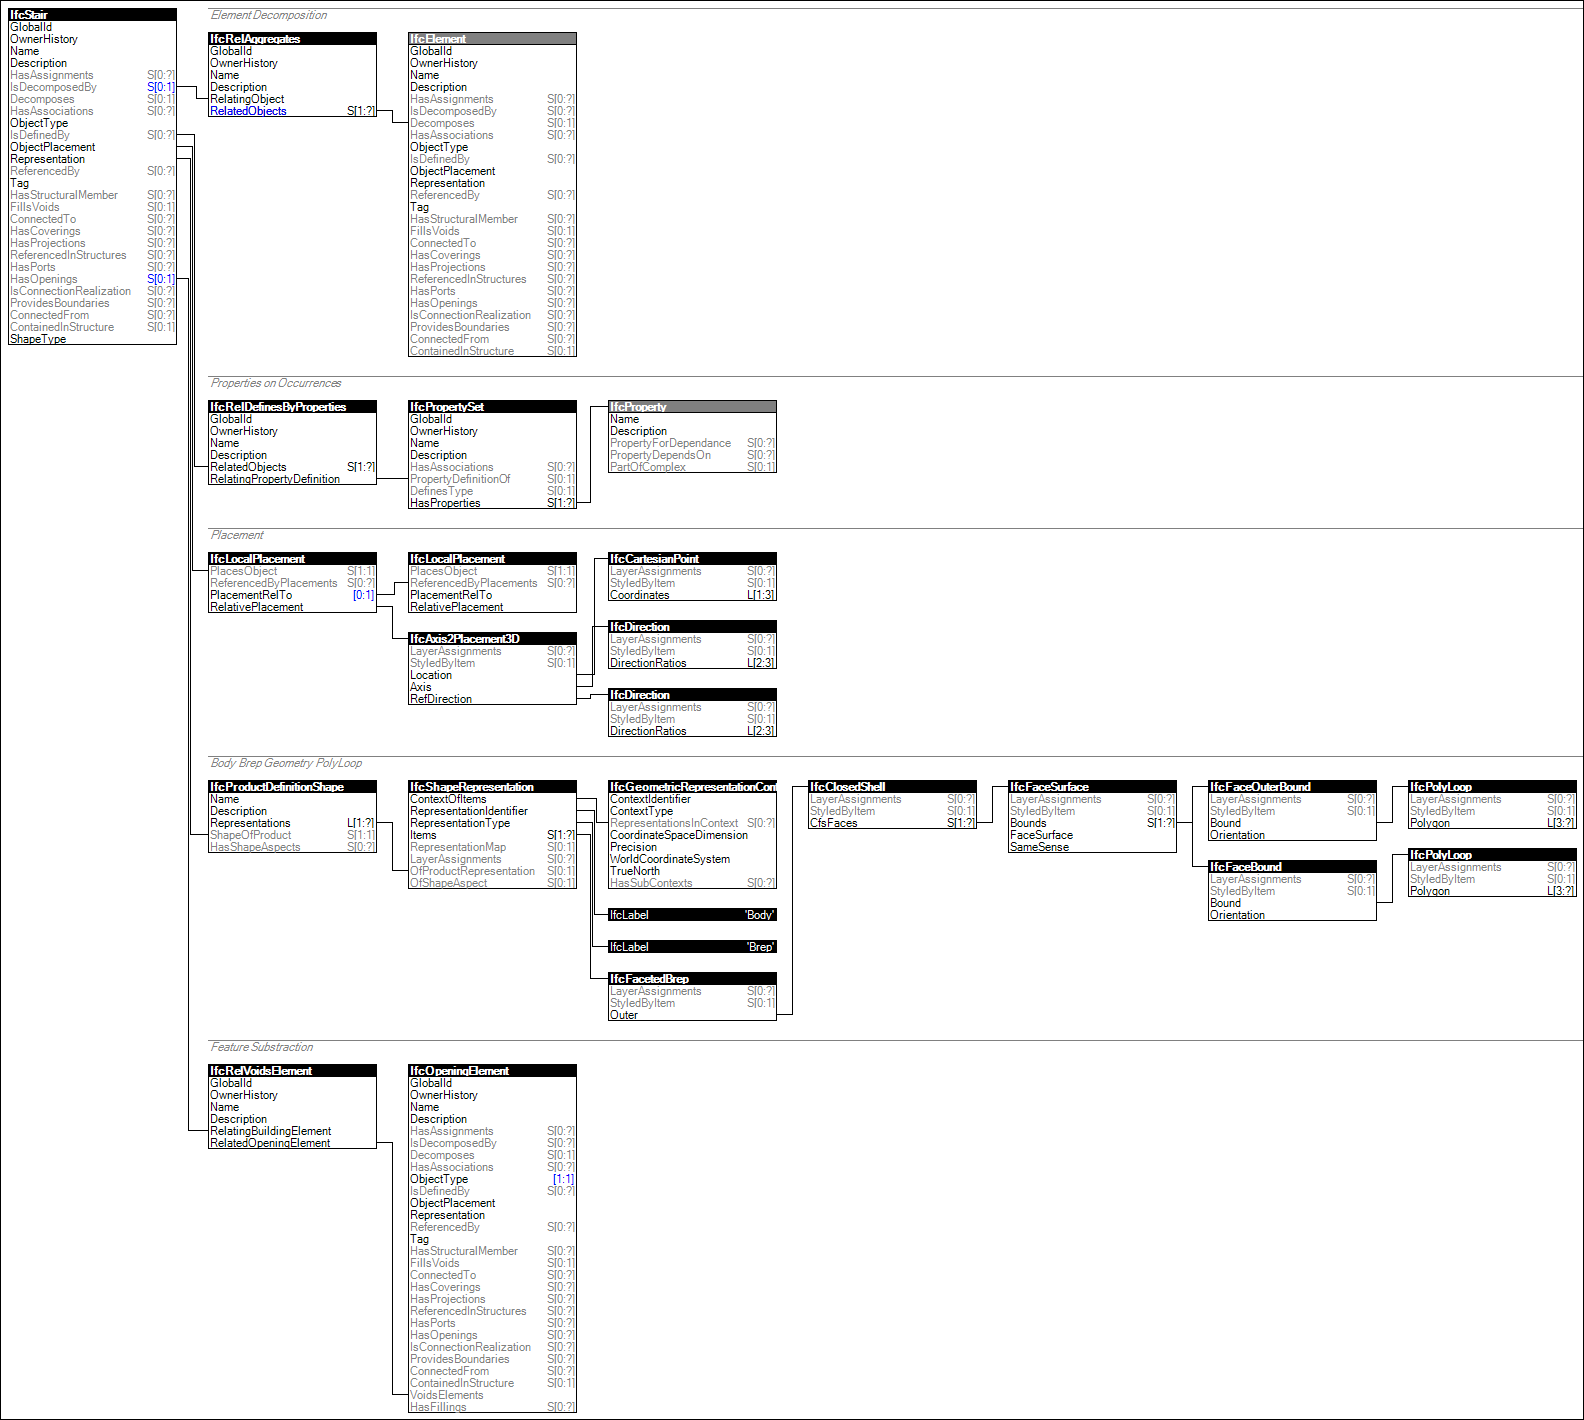 IfcStair
GlobalId
OwnerHistory
Name
Description
HasAssignments S[0:?]
IsDecomposedBy S[0:1]
Decomposes S[0:1]
HasAssociations S[0:?]
ObjectType
IsDefinedBy S[0:?]
ObjectPlacement
Representation
ReferencedBy S[0:?]
Tag
HasStructuralMember S[0:?]
FillsVoids S[0:1]
ConnectedTo S[0:?]
HasCoverings S[0:?]
HasProjections S[0:?]
ReferencedInStructures S[0:?]
HasPorts S[0:?]
HasOpenings S[0:1]
IsConnectionRealization S[0:?]
ProvidesBoundaries S[0:?]
ConnectedFrom S[0:?]
ContainedInStructure S[0:1]
ShapeType
Element Decomposition
IfcRelAggregates
GlobalId
OwnerHistory
Name
Description
RelatingObject
RelatedObjects S[1:?]
IfcElement
GlobalId
OwnerHistory
Name
Description
HasAssignments S[0:?]
IsDecomposedBy S[0:?]
Decomposes S[0:1]
HasAssociations S[0:?]
ObjectType
IsDefinedBy S[0:?]
ObjectPlacement
Representation
ReferencedBy S[0:?]
Tag
HasStructuralMember S[0:?]
FillsVoids S[0:1]
ConnectedTo S[0:?]
HasCoverings S[0:?]
HasProjections S[0:?]
ReferencedInStructures S[0:?]
HasPorts S[0:?]
HasOpenings S[0:?]
IsConnectionRealization S[0:?]
ProvidesBoundaries S[0:?]
ConnectedFrom S[0:?]
ContainedInStructure S[0:1]
Properties on Occurrences
IfcRelDefinesByProperties
GlobalId
OwnerHistory
Name
Description
RelatedObjects S[1:?]
RelatingPropertyDefinition
IfcPropertySet
GlobalId
OwnerHistory
Name
Description
HasAssociations S[0:?]
PropertyDefinitionOf S[0:1]
DefinesType S[0:1]
HasProperties S[1:?]
IfcProperty
Name
Description
PropertyForDependance S[0:?]
PropertyDependsOn S[0:?]
PartOfComplex S[0:1]
Placement
IfcLocalPlacement
PlacesObject S[1:1]
ReferencedByPlacements S[0:?]
PlacementRelTo [0:1]
RelativePlacement
IfcLocalPlacement
PlacesObject S[1:1]
ReferencedByPlacements S[0:?]
PlacementRelTo
RelativePlacement
IfcAxis2Placement3D
LayerAssignments S[0:?]
StyledByItem S[0:1]
Location
Axis
RefDirection
IfcCartesianPoint
LayerAssignments S[0:?]
StyledByItem S[0:1]
Coordinates L[1:3]
IfcDirection
LayerAssignments S[0:?]
StyledByItem S[0:1]
DirectionRatios L[2:3]
IfcDirection
LayerAssignments S[0:?]
StyledByItem S[0:1]
DirectionRatios L[2:3]
Body Brep Geometry PolyLoop
IfcProductDefinitionShape
Name
Description
Representations L[1:?]
ShapeOfProduct S[1:1]
HasShapeAspects S[0:?]
IfcShapeRepresentation
ContextOfItems
RepresentationIdentifier
RepresentationType
Items S[1:?]
RepresentationMap S[0:1]
LayerAssignments S[0:?]
OfProductRepresentation S[0:1]
OfShapeAspect S[0:1]
IfcGeometricRepresentationCont
ContextIdentifier
ContextType
RepresentationsInContext S[0:?]
CoordinateSpaceDimension
Precision
WorldCoordinateSystem
TrueNorth
HasSubContexts S[0:?]
IfcLabel 'Body'
IfcLabel 'Brep'
IfcFacetedBrep
LayerAssignments S[0:?]
StyledByItem S[0:1]
Outer
IfcClosedShell
LayerAssignments S[0:?]
StyledByItem S[0:1]
CfsFaces S[1:?]
IfcFaceSurface
LayerAssignments S[0:?]
StyledByItem S[0:1]
Bounds S[1:?]
FaceSurface
SameSense
IfcFaceOuterBound
LayerAssignments S[0:?]
StyledByItem S[0:1]
Bound
Orientation
IfcFaceBound
LayerAssignments S[0:?]
StyledByItem S[0:1]
Bound
Orientation
IfcPolyLoop
LayerAssignments S[0:?]
StyledByItem S[0:1]
Polygon L[3:?]
IfcPolyLoop
LayerAssignments S[0:?]
StyledByItem S[0:1]
Polygon L[3:?]
Feature Substraction
IfcRelVoidsElement
GlobalId
OwnerHistory
Name
Description
RelatingBuildingElement
RelatedOpeningElement
IfcOpeningElement
GlobalId
OwnerHistory
Name
Description
HasAssignments S[0:?]
IsDecomposedBy S[0:?]
Decomposes S[0:1]
HasAssociations S[0:?]
ObjectType [1:1]
IsDefinedBy S[0:?]
ObjectPlacement
Representation
ReferencedBy S[0:?]
Tag
HasStructuralMember S[0:?]
FillsVoids S[0:1]
ConnectedTo S[0:?]
HasCoverings S[0:?]
HasProjections S[0:?]
ReferencedInStructures S[0:?]
HasPorts S[0:?]
HasOpenings S[0:?]
IsConnectionRealization S[0:?]
ProvidesBoundaries S[0:?]
ConnectedFrom S[0:?]
ContainedInStructure S[0:1]
VoidsElements
HasFillings S[0:?]